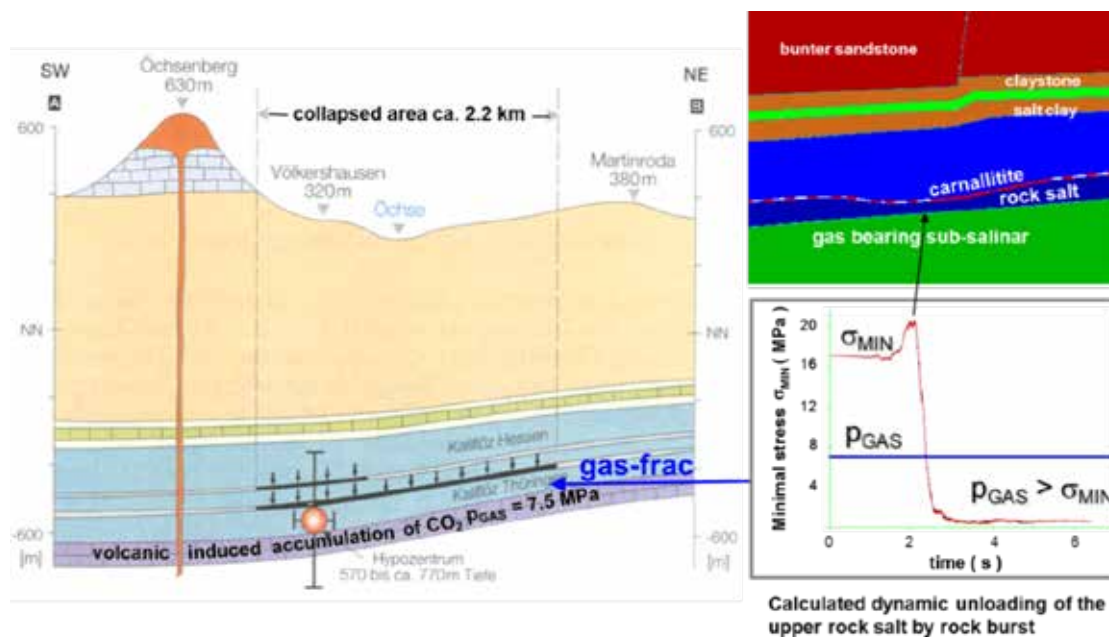 SW
Öchsenberg
630m
NE
A
B
collapsed area ca. 2.2 km
600
600
Völkershausen
320m
Öchse
Martinroda
380m
NN
NN
Kaliflöz Hessen
gas-frac
volcanic induced accumulation of CO₂ pGAS = 7.5 MPa
-600
[m]
-600
[m]
Hypozentrum
570 bis ca. 770m Tiefe
bunter sandstone
claystone
salt clay
carnallitite
rock salt
gas bearing sub-salinar
Minimal stress σMIN ( MPa )
20
16
12
8
4
σMIN
pGAS
pGAS > σMIN
0
2
4
6
time ( s )
Calculated dynamic unloading of the
upper rock salt by rock burst